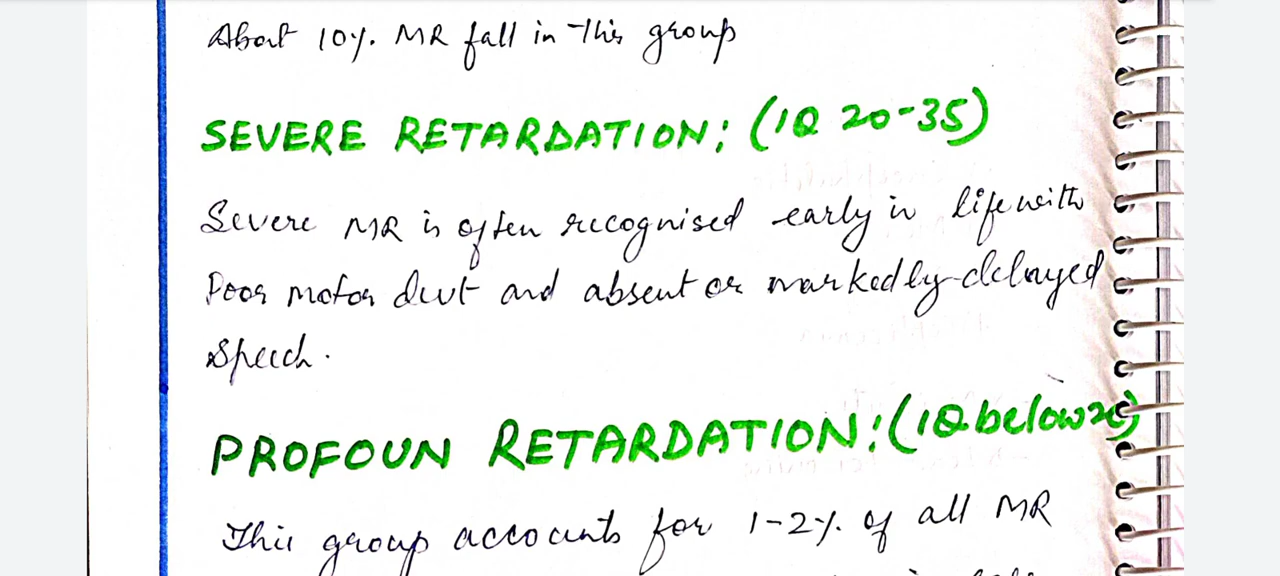 About 10%. MR fall in this group
SEVERE RETARDATION: (IQ 20-35)
Severe MR is often recognised early in life with
Poor motor dvt and absent or markedly-delayed
speech.
PROFOUN RETARDATION: (IQ below 20)
This group accounts for 1-2%. of all MR